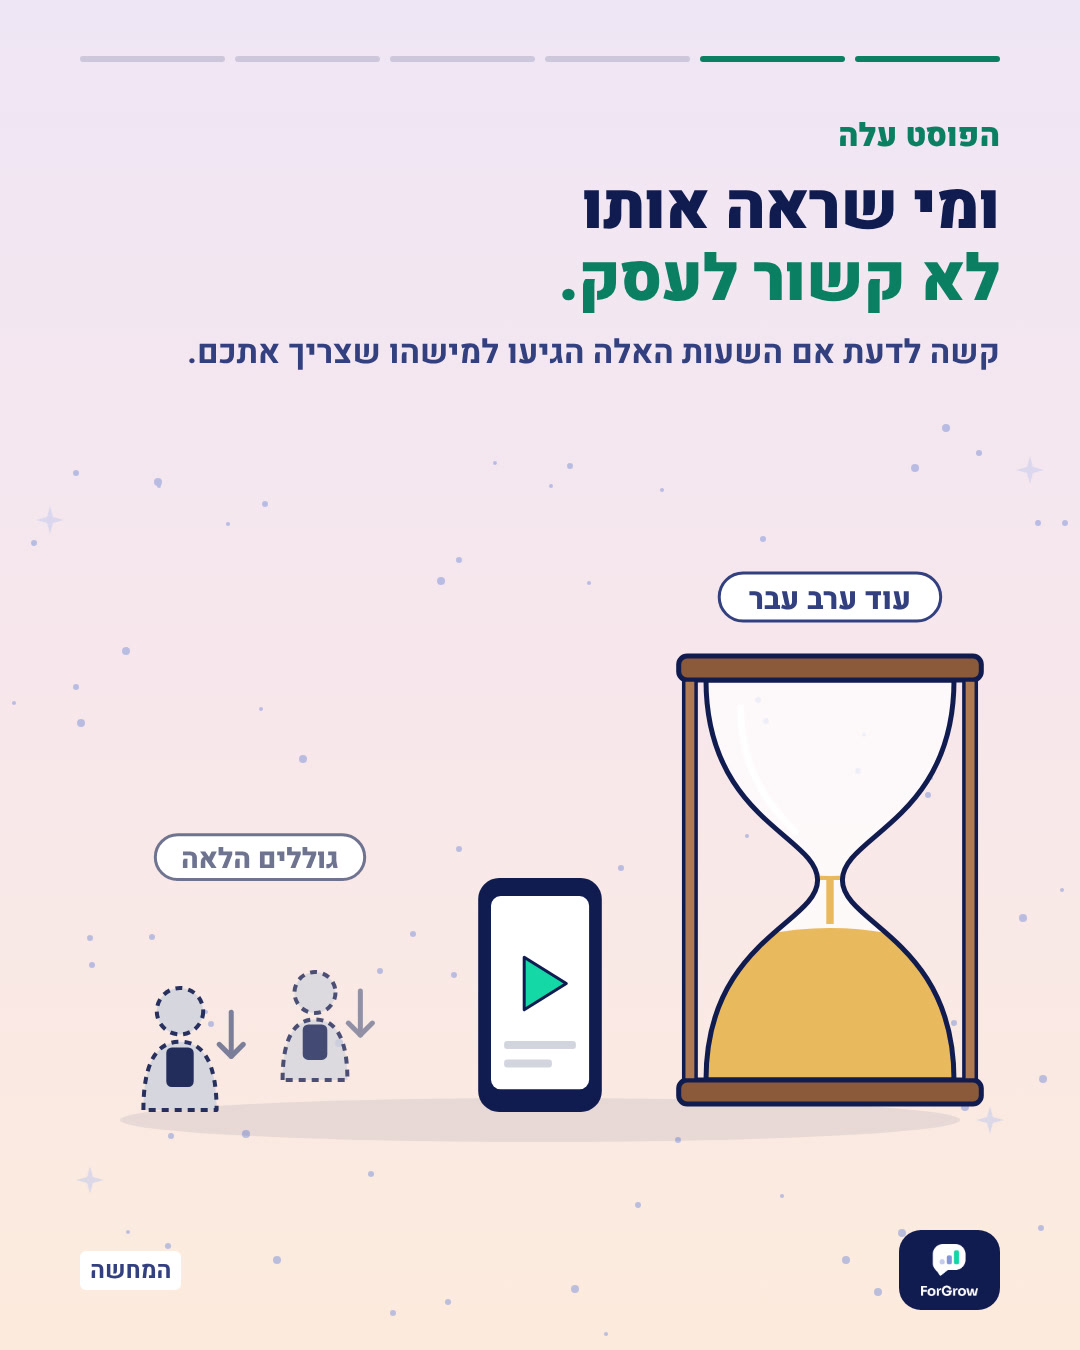 הפוסט עלה
ומי שראה אותו
לא קשור לעסק.
קשה לדעת אם השעות האלה הגיעו למישהו שצריך אתכם.
עוד ערב עבר
גוללים הלאה
המחשה
ForGrow